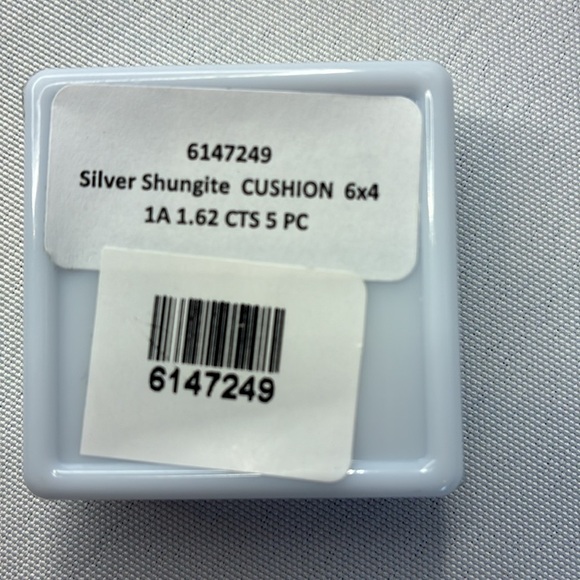 6147249
Silver Shungite CUSHION 6x4
1A 1.62 CTS 5 PC
6147249